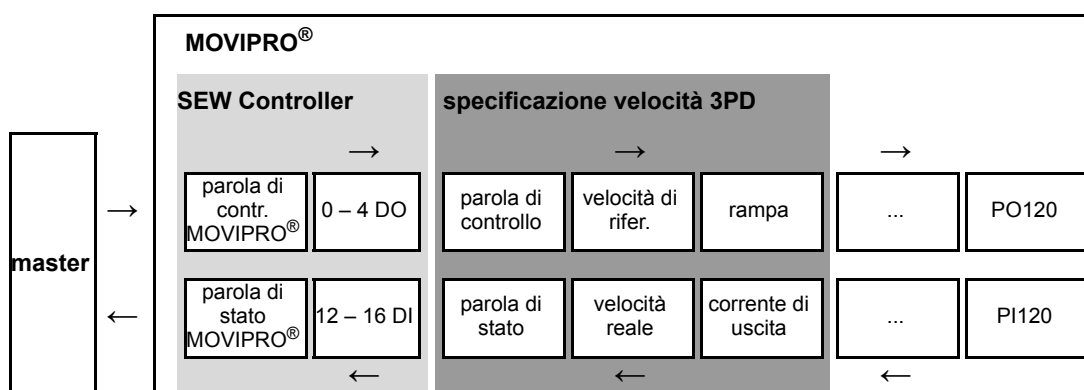 MOVIPRO®
SEW Controller
specificazione velocità 3PD
→ → →
→
parola di
contr.
MOVIPRO®
0 – 4 DO
parola di
controllo
velocità di
rifer.
rampa
...
PO120
master
←
parola di
stato
MOVIPRO®
12 – 16 DI
parola di
stato
velocità
reale
corrente di
uscita
...
PI120
← ← ←